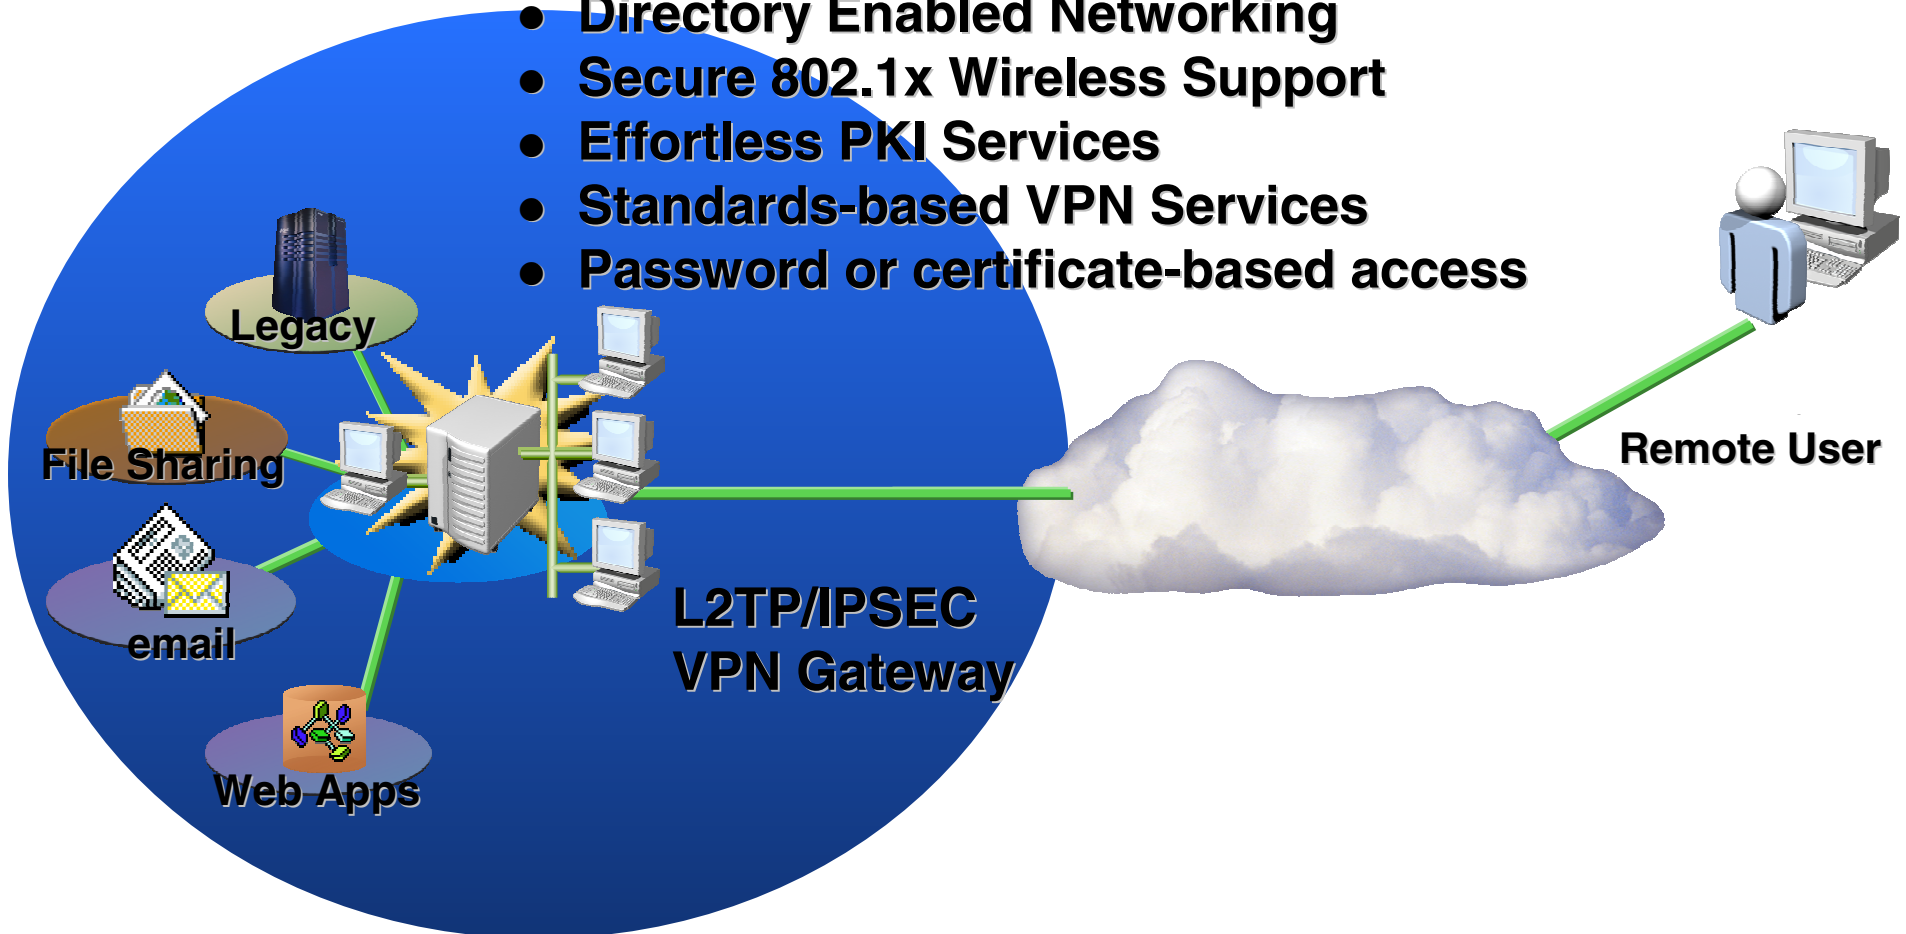 ● Directory Enabled Networking
● Secure 802.1x Wireless Support
● Effortless PKI Services
● Standards-based VPN Services
● Password or certificate-based access
Legacy
File Sharing
Remote User
L2TP/IPSEC
email
VPN Gateway
Web Apps